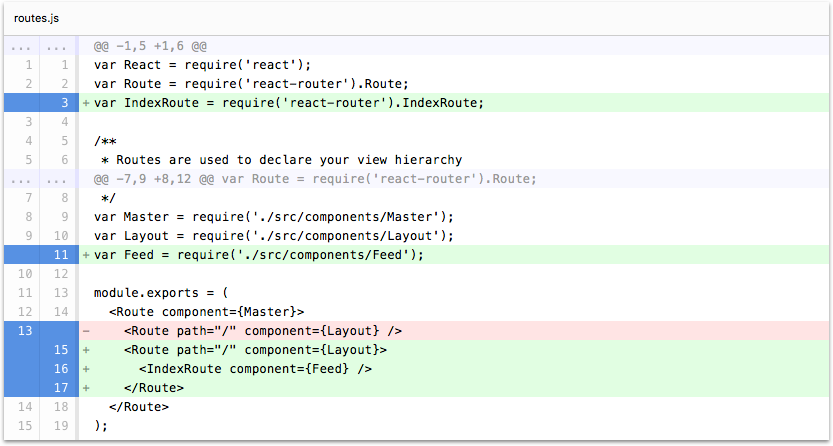 routes.js
... ... @@ -1,5 +1,6 @@
1 1 var React = require('react');
2 2 var Route = require('react-router').Route;
3 + var IndexRoute = require('react-router').IndexRoute;
3 4
4 5 /**
5 6 * Routes are used to declare your view hierarchy
... ... @@ -7,9 +8,12 @@ var Route = require('react-router').Route;
7 8 */
8 9 var Master = require('./src/components/Master');
9 10 var Layout = require('./src/components/Layout');
11 + var Feed = require('./src/components/Feed');
10 12
11 13 module.exports = (
12 14 <Route component={Master}>
13 - <Route path="/" component={Layout} />
15 + <Route path="/" component={Layout}>
16 + <IndexRoute component={Feed} />
17 + </Route>
14 18 </Route>
15 19 );